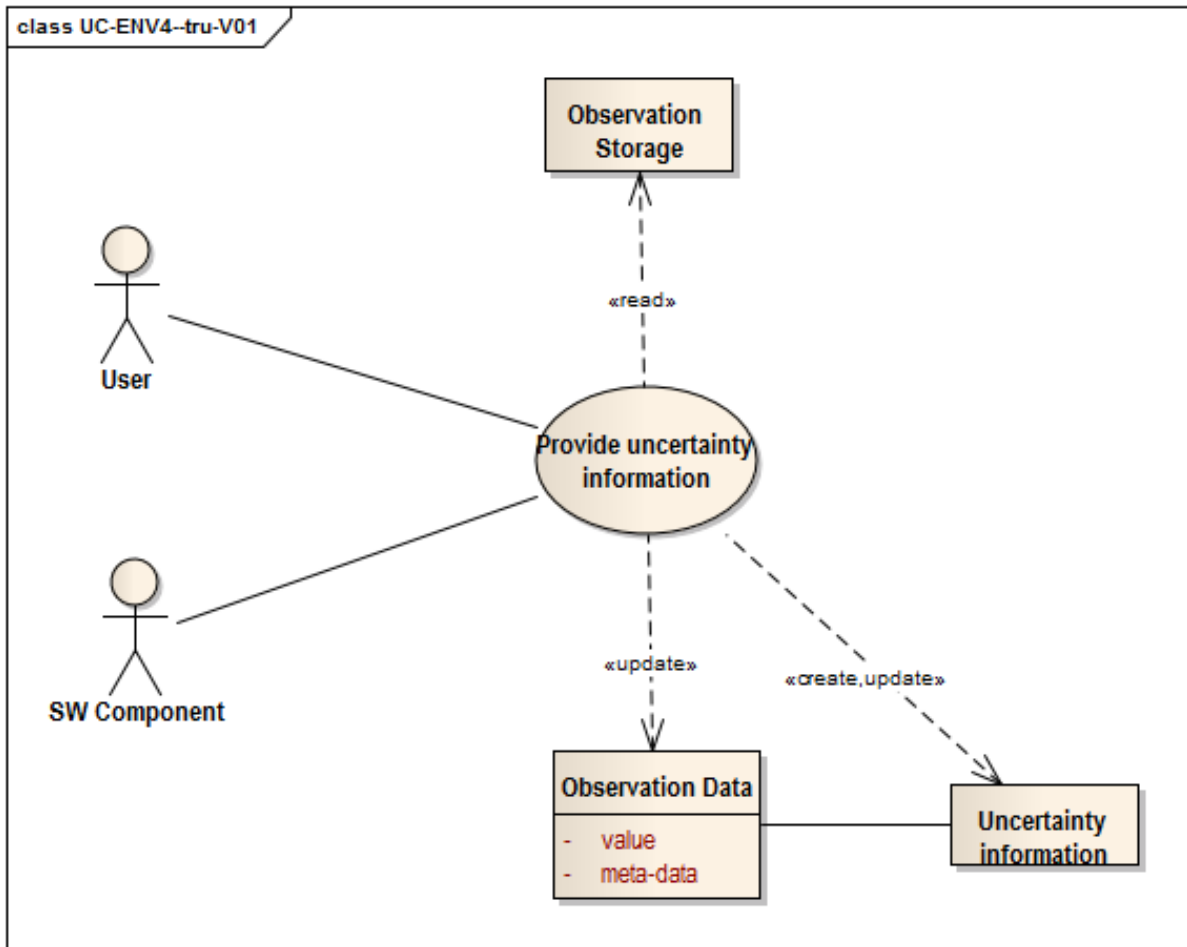 class UC-ENV4--tru-V01
Observation
Storage
«read»
User
Provide uncertainty
information
SW Component
«update»
«create,update»
Observation Data
- value
- meta-data
Uncertainty
information